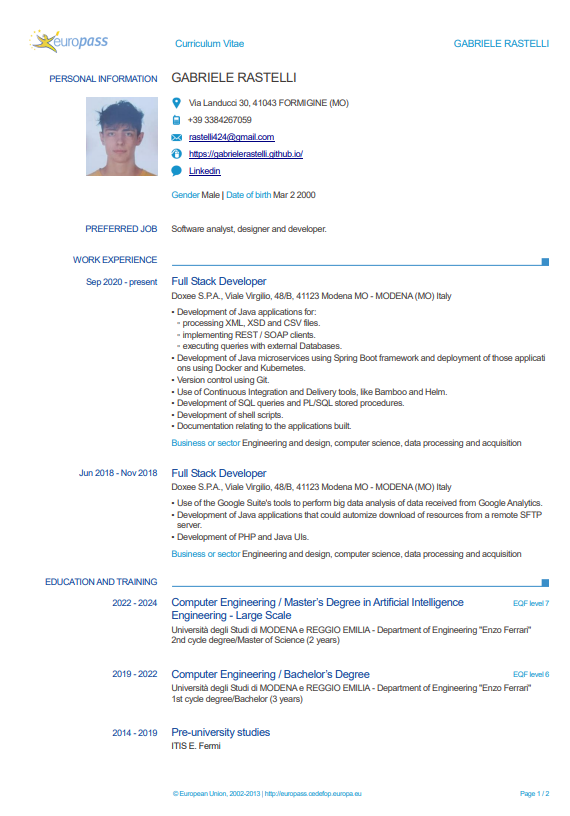 europass
Curriculum Vitae
GABRIELE RASTELLI
PERSONAL INFORMATION
GABRIELE RASTELLI
Via Landucci 30, 41043 FORMIGINE (MO)
+39 3384267059
rastelli424@gmail.com
https://gabrielerastelli.github.io/
Linkedin
Gender Male | Date of birth Mar 2 2000
PREFERRED JOB
Software analyst, designer and developer.
WORK EXPERIENCE
Sep 2020 - present
Full Stack Developer
Doxee S.P.A., Viale Virgilio, 48/B, 41123 Modena MO - MODENA (MO) Italy
▪ Development of Java applications for:
▫ processing XML, XSD and CSV files.
▫ implementing REST / SOAP clients.
▫ executing queries with external Databases.
▪ Development of Java microservices using Spring Boot framework and deployment of those applicati
ons using Docker and Kubernetes.
▪ Version control using Git.
▪ Use of Continuous Integration and Delivery tools, like Bamboo and Helm.
▪ Development of SQL queries and PL/SQL stored procedures.
▪ Development of shell scripts.
▪ Documentation relating to the applications built.
Business or sector Engineering and design, computer science, data processing and acquisition
Jun 2018 - Nov 2018
Full Stack Developer
Doxee S.P.A., Viale Virgilio, 48/B, 41123 Modena MO - MODENA (MO) Italy
▪ Use of the Google Suite's tools to perform big data analysis of data received from Google Analytics.
▪ Development of Java applications that could automize download of resources from a remote SFTP
server.
▪ Development of PHP and Java UIs.
Business or sector Engineering and design, computer science, data processing and acquisition
EDUCATION AND TRAINING
2022 - 2024
Computer Engineering / Master's Degree in Artificial Intelligence
Engineering - Large Scale
EQF level 7
Università degli Studi di MODENA e REGGIO EMILIA - Department of Engineering "Enzo Ferrari"
2nd cycle degree/Master of Science (2 years)
2019 - 2022
Computer Engineering / Bachelor's Degree
EQF level 6
Università degli Studi di MODENA e REGGIO EMILIA - Department of Engineering "Enzo Ferrari"
1st cycle degree/Bachelor (3 years)
2014 - 2019
Pre-university studies
ITIS E. Fermi
© European Union, 2002-2013 | http://europass.cedefop.europa.eu
Page 1 / 2